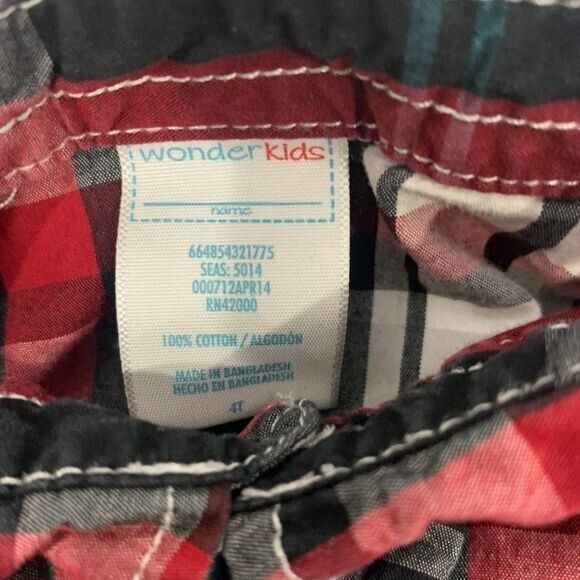 wonderkids
name
664854321775
SEAS: 5014
000712APR14
RN42000
100% COTTON / ALGODÓN
MADE IN BANGLADESH
HECHO EN BANGLADESH
4T